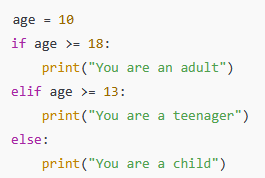 age = 10
if age >= 18:
    print("You are an adult")
elif age >= 13:
    print("You are a teenager")
else:
    print("You are a child")